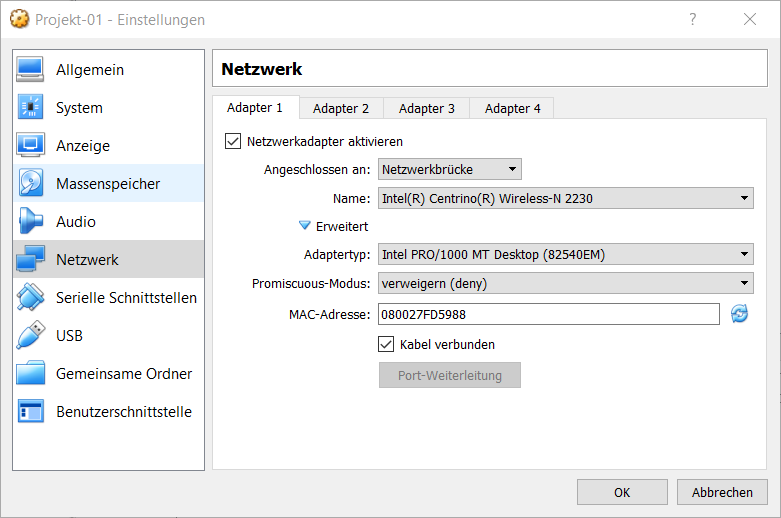 Projekt-01 - Einstellungen
?
Allgemein
System
Anzeige
Massenspeicher
Audio
Netzwerk
Serielle Schnittstellen
USB
Gemeinsame Ordner
Benutzerschnittstelle
Netzwerk
Adapter 1 Adapter 2 Adapter 3 Adapter 4
Netzwerkadapter aktivieren
Angeschlossen an: Netzwerkbrücke
Name: Intel(R) Centrino(R) Wireless-N 2230
Erweitert
Adaptertyp: Intel PRO/1000 MT Desktop (82540EM)
Promiscuous-Modus: verweigern (deny)
MAC-Adresse: 080027FD5988
Kabel verbunden
Port-Weiterleitung
OK Abbrechen